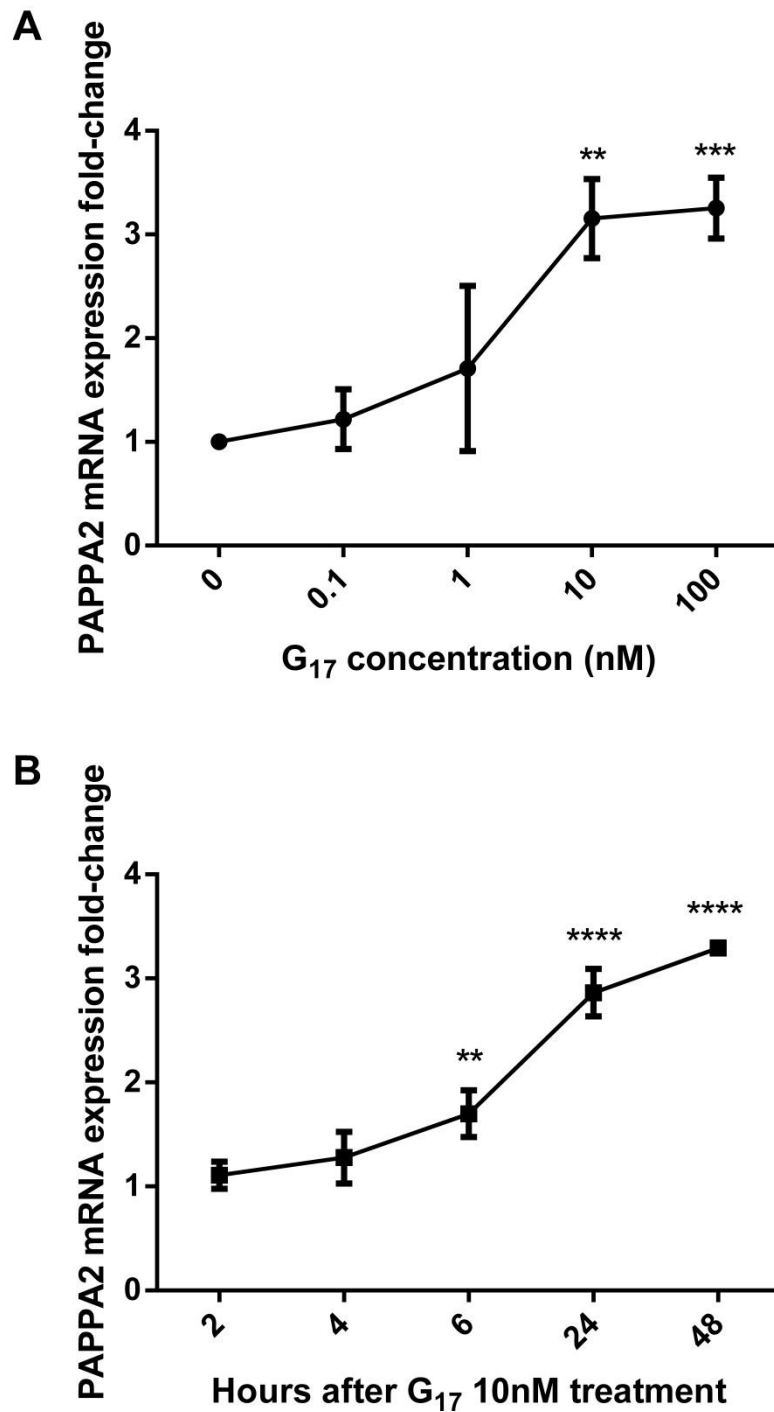 A
PAPPA2 mRNA expression fold-change
4
3
2
1
0
** ***
0 0.1 1 10 100
G₁₇ concentration (nM)
B
PAPPA2 mRNA expression fold-change
4
3
2
1
0
** **** ****
2 4 6 24 48
Hours after G₁₇ 10nM treatment